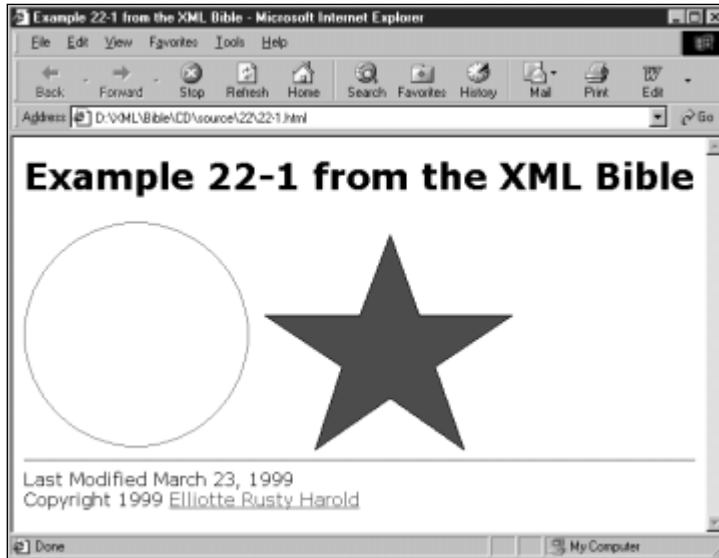 Example 22-1 from the XML Bible - Microsoft Internet Explorer
File Edit View Favorites Tools Help
Back Forward Stop Refresh Home Search Favorites History Mail Print Edit
Address D:\XML\Bible\CD\source\22\22-1.html Go
Example 22-1 from the XML Bible
Last Modified March 23, 1999
Copyright 1999 Elliotte Rusty Harold
Done My Computer